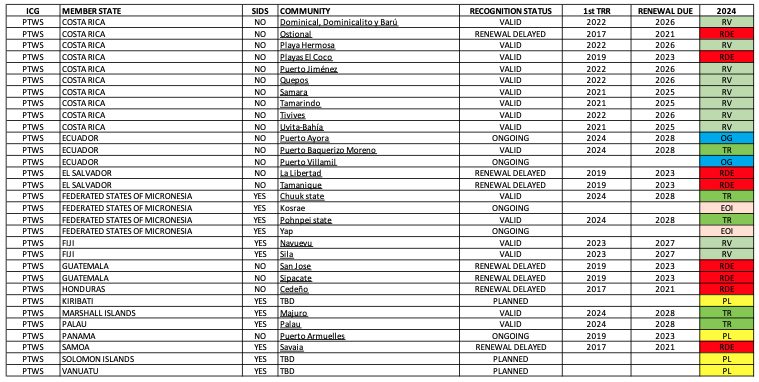 ICG MEMBER STATE SIDS COMMUNITY RECOGNITION STATUS 1st TRR RENEWAL DUE 2024
PTWS COSTA RICA NO Dominical, Dominicalito y Barú VALID 2022 2026 RV
PTWS COSTA RICA NO Ostional RENEWAL DELAYED 2017 2021 RDE
PTWS COSTA RICA NO Playa Hermosa VALID 2022 2026 RV
PTWS COSTA RICA NO Playas El Coco VALID 2019 2023 RDE
PTWS COSTA RICA NO Puerto Jiménez VALID 2022 2026 RV
PTWS COSTA RICA NO Quepos VALID 2022 2026 RV
PTWS COSTA RICA NO Samara VALID 2021 2025 RV
PTWS COSTA RICA NO Tamarindo VALID 2021 2025 RV
PTWS COSTA RICA NO Tivives VALID 2022 2026 RV
PTWS COSTA RICA NO Uvita-Bahía VALID 2021 2025 RV
PTWS ECUADOR NO Puerto Ayora ONGOING 2024 2028 OG
PTWS ECUADOR NO Puerto Baquerizo Moreno VALID 2024 2028 TR
PTWS ECUADOR NO Puerto Villamil ONGOING OG
PTWS EL SALVADOR NO La Libertad RENEWAL DELAYED 2019 2023 RDE
PTWS EL SALVADOR NO Tamanique RENEWAL DELAYED 2019 2023 RDE
PTWS FEDERATED STATES OF MICRONESIA YES Chuuk state VALID 2024 2028 TR
PTWS FEDERATED STATES OF MICRONESIA YES Kosrae ONGOING EOI
PTWS FEDERATED STATES OF MICRONESIA YES Pohnpei state VALID 2024 2028 TR
PTWS FEDERATED STATES OF MICRONESIA YES Yap ONGOING EOI
PTWS FIJI YES Navuevu VALID 2023 2027 RV
PTWS FIJI YES Sila VALID 2023 2027 RV
PTWS GUATEMALA NO San Jose RENEWAL DELAYED 2019 2023 RDE
PTWS GUATEMALA NO Sipacate RENEWAL DELAYED 2019 2023 RDE
PTWS HONDURAS NO Cedeño RENEWAL DELAYED 2017 2021 RDE
PTWS KIRIBATI YES TBD PLANNED PL
PTWS MARSHALL ISLANDS YES Majuro VALID 2024 2028 TR
PTWS PALAU YES Palau VALID 2024 2028 TR
PTWS PANAMA NO Puerto Armuelles ONGOING 2019 2023 PL
PTWS SAMOA YES Savaia RENEWAL DELAYED 2017 2021 RDE
PTWS SOLOMON ISLANDS YES TBD PLANNED PL
PTWS VANUATU YES TBD PLANNED PL